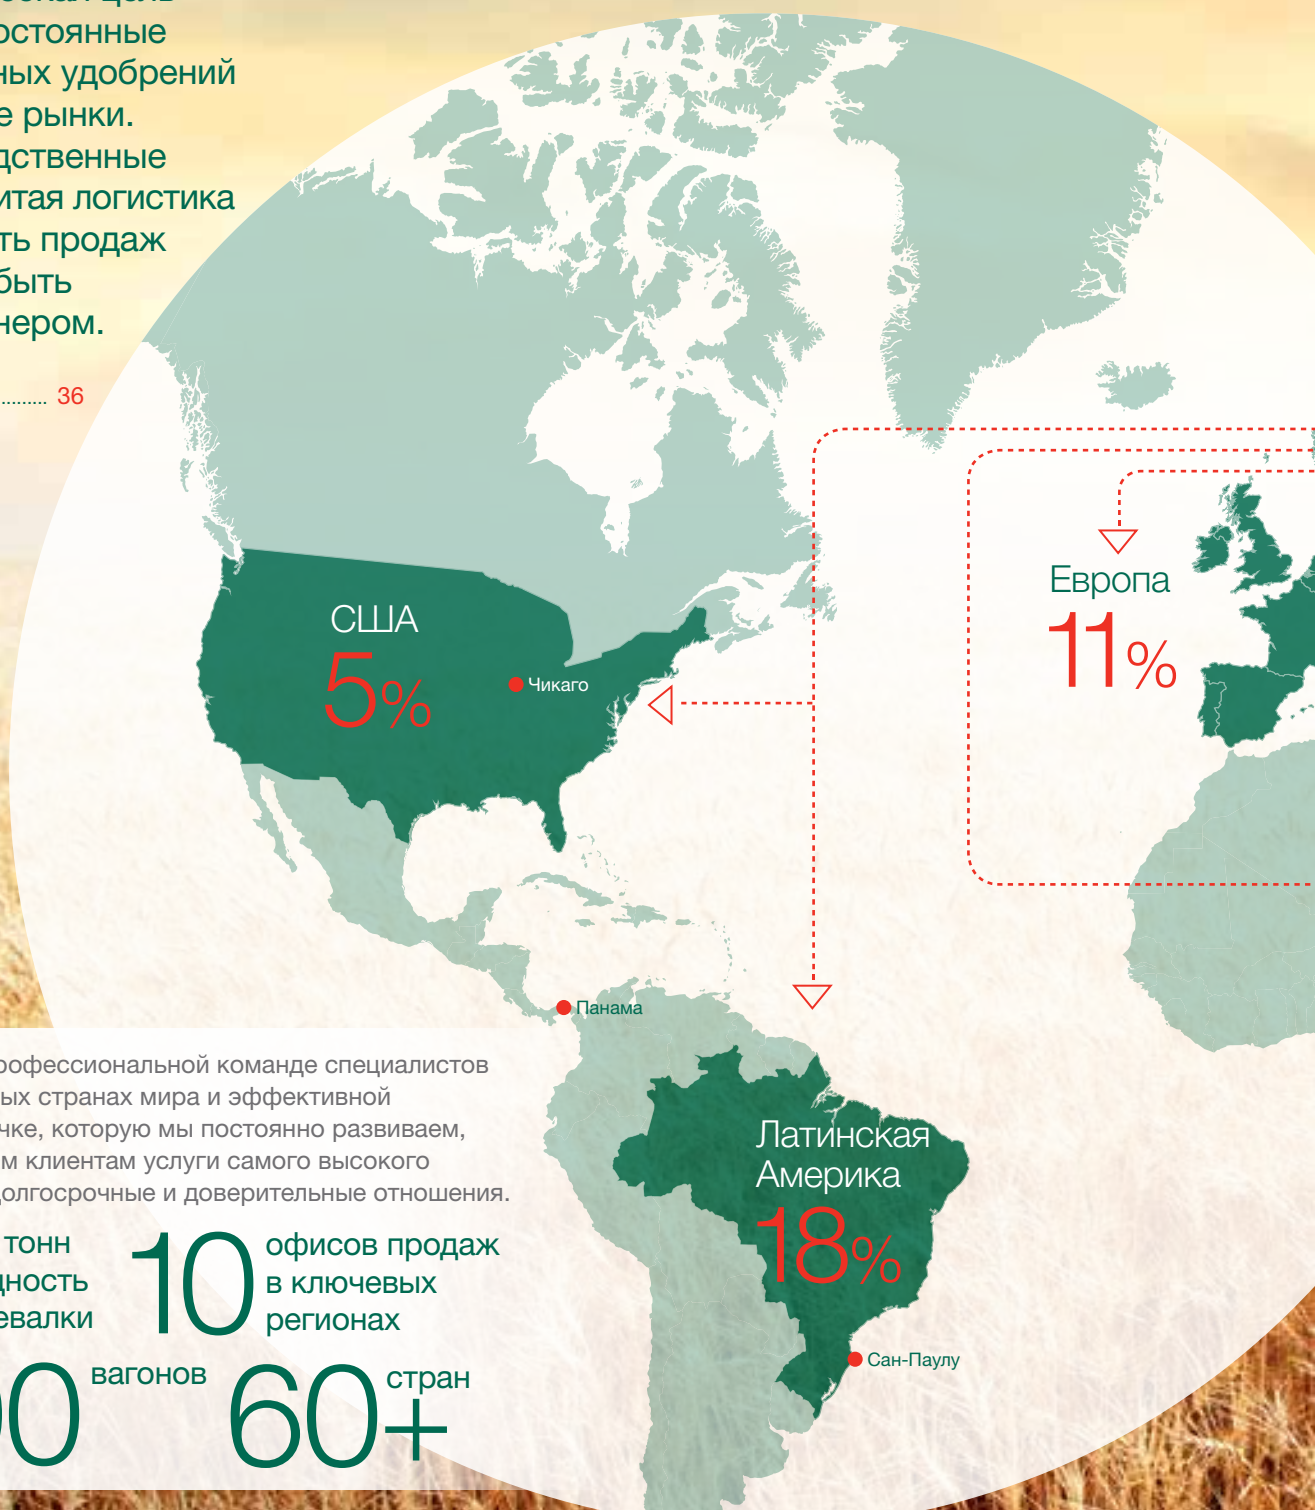 остоянные
ных удобрений
е рынки.
дственные
итая логистика
ть продаж
быть
нером.
36
США
5%
Чикаго
Европа
11%
Панама
Латинская
Америка
18%
Сан-Паулу
рофессиональной команде специалистов
ых странах мира и эффективной
чке, которую мы постоянно развиваем,
м клиентам услуги самого высокого
долгосрочные и доверительные отношения.
тонн
дность
евалки
10 офисов продаж
в ключевых
регионах
00 вагонов
60+ стран